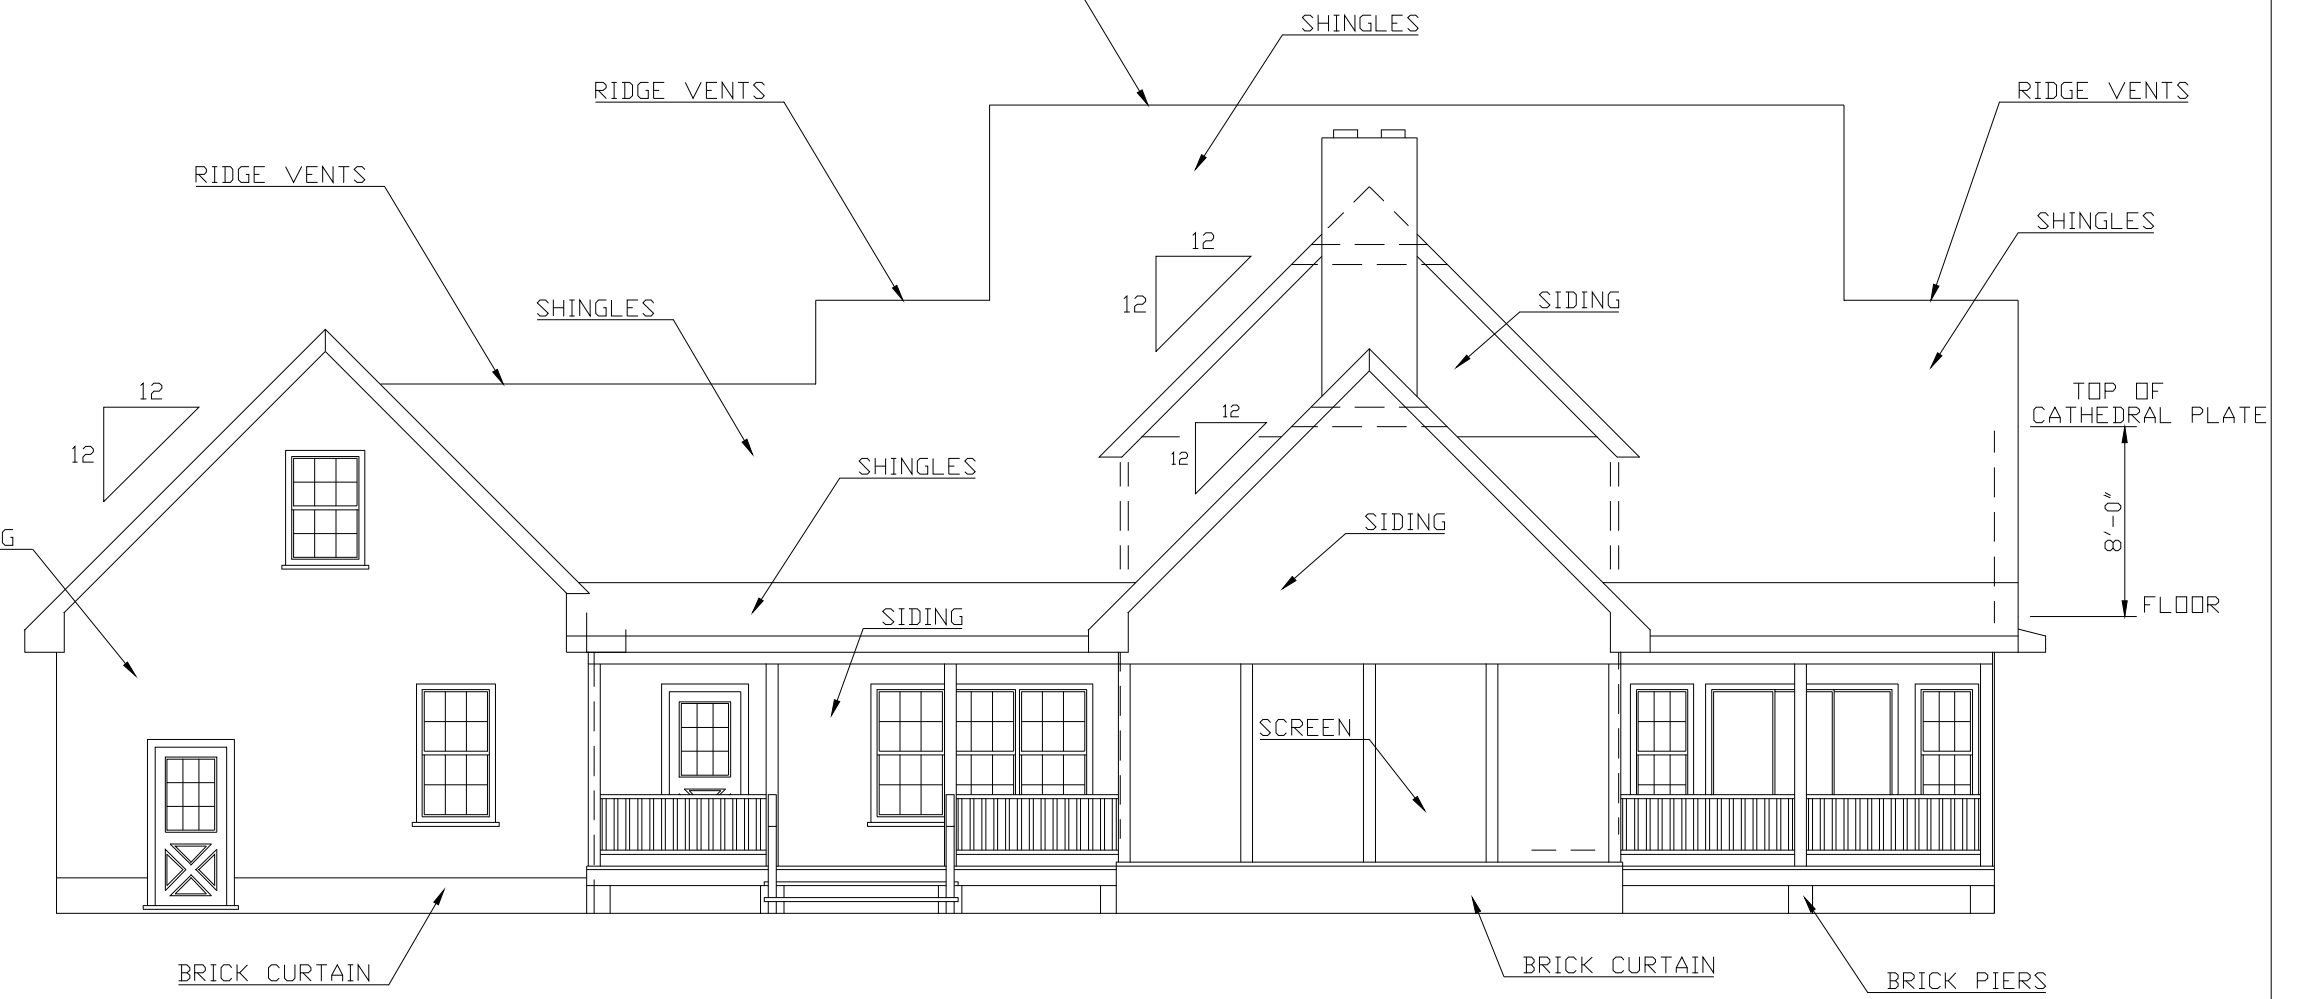 SHINGLES
RIDGE VENTS
RIDGE VENTS
RIDGE VENTS
SHINGLES
12
12
SIDING
SHINGLES
12
12
TOP OF
CATHEDRAL PLATE
12
12
SHINGLES
8'-0"
SIDING
G
FLOOR
SIDING
SCREEN
BRICK CURTAIN
BRICK CURTAIN
BRICK PIERS